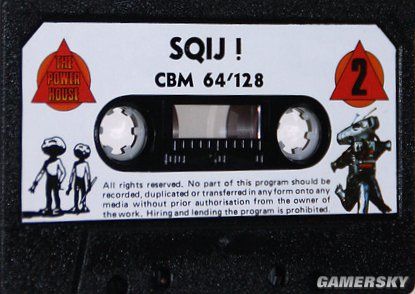 SQIJ !
CBM 64/128
THE
POWER
HOUSE
2
All rights reserved. No part of this program should be
recorded, duplicated or transferred in any form onto any
media without prior authorisation from the owner of
the work. Hiring and lending the program is prohibited.
GAMERSKY